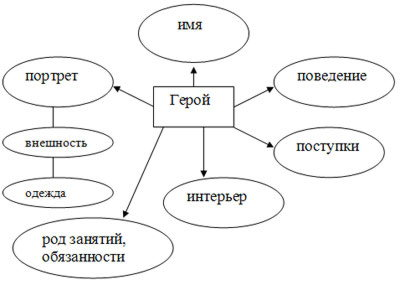 имя
портрет
поведение
Герой
внешность
поступки
одежда
интерьер
род занятий,
обязанности